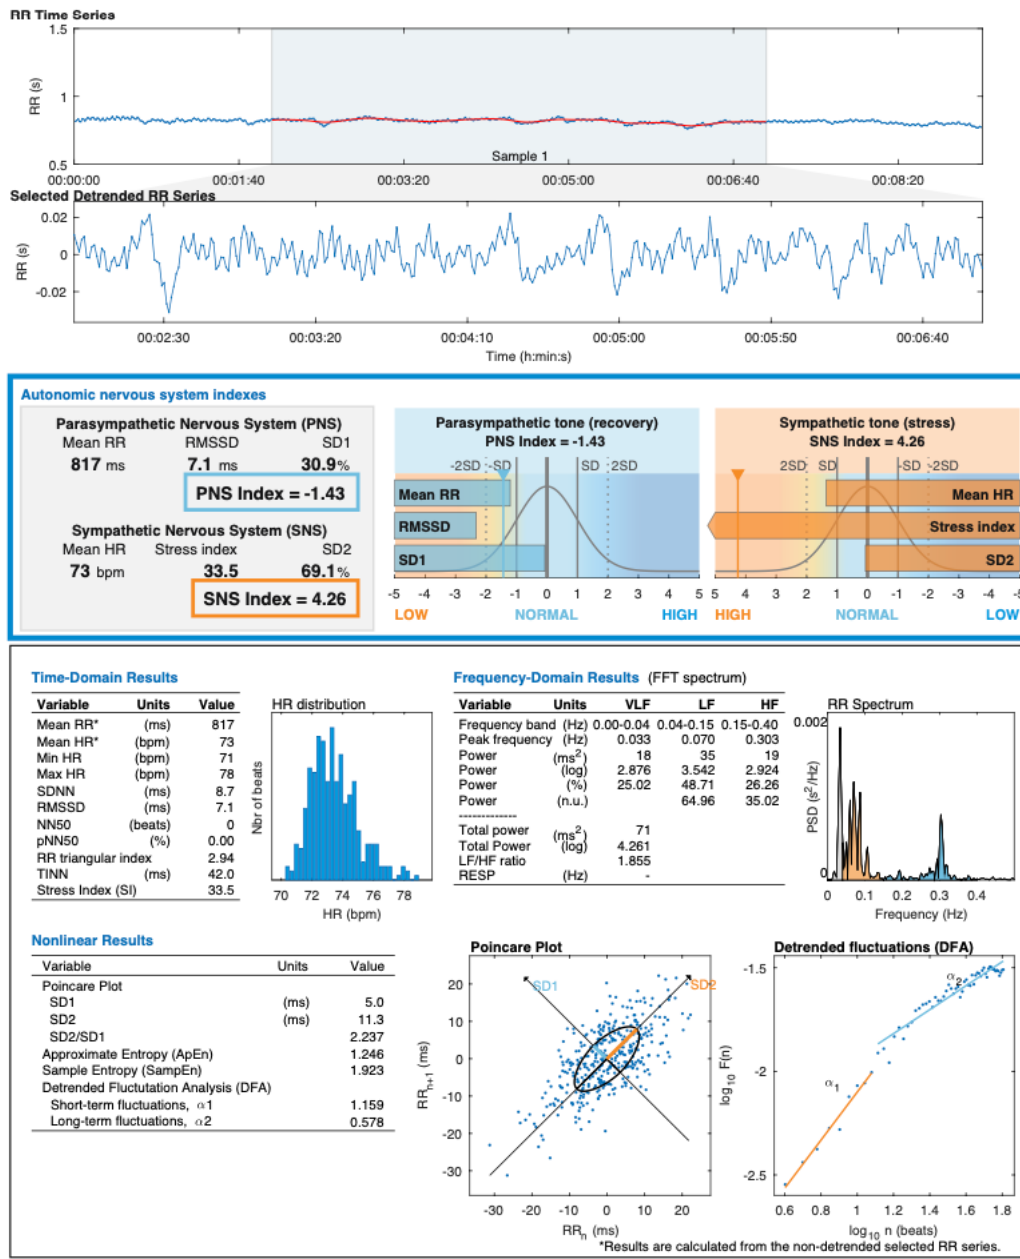 RR Time Series
1.5
1
0.5
RR (s)
Sample 1
00:00:00 00:01:40 00:03:20 00:05:00 00:06:40 00:08:20
Selected Detrended RR Series
0.02
0
-0.02
RR (s)
00:02:30 00:03:20 00:04:10 00:05:00 00:05:50 00:06:40
Time (h:min:s)
Autonomic nervous system indexes
Parasympathetic Nervous System (PNS)
Mean RR RMSSD SD1
817 ms 7.1 ms 30.9%
PNS Index = -1.43
Sympathetic Nervous System (SNS)
Mean HR Stress index SD2
73 bpm 33.5 69.1%
SNS Index = 4.26
Parasympathetic tone (recovery)
PNS Index = -1.43
-2SD -SD SD 2SD
Mean RR
RMSSD
SD1
-5 -4 -3 -2 -1 0 1 2 3 4 5
LOW NORMAL HIGH
Sympathetic tone (stress)
SNS Index = 4.26
2SD SD -SD -2SD
Mean HR
Stress index
SD2
5 4 3 2 1 0 -1 -2 -3 -4 -5
HIGH NORMAL LOW
Time-Domain Results
Variable Units Value
Mean RR* (ms) 817
Mean HR* (bpm) 73
Min HR (bpm) 71
Max HR (bpm) 78
SDNN (ms) 8.7
RMSSD (ms) 7.1
NN50 (beats) 0
pNN50 (%) 0.00
RR triangular index 2.94
TINN (ms) 42.0
Stress Index (SI) 33.5
HR distribution
Nbr of beats
70 72 74 76 78
HR (bpm)
Frequency-Domain Results (FFT spectrum)
Variable Units VLF LF HF
Frequency band (Hz) 0.00-0.04 0.04-0.15 0.15-0.40
Peak frequency (Hz) 0.033 0.070 0.303
Power (ms2) 18 35 19
Power (log) 2.876 3.542 2.924
Power (%) 25.02 48.71 26.26
Power (n.u.) 64.96 35.02
-------------
Total power (ms2) 71
Total Power (log) 4.261
LF/HF ratio 1.855
RESP (Hz) -
RR Spectrum
0.002
0
PSD (s2/Hz)
0 0.2 0.4
Frequency (Hz)
Nonlinear Results
Variable Units Value
Poincare Plot
SD1 (ms) 5.0
SD2 (ms) 11.3
SD2/SD1 2.237
Approximate Entropy (ApEn) 1.246
Sample Entropy (SampEn) 1.923
Detrended Fluctutation Analysis (DFA)
Short-term fluctuations, α1 1.159
Long-term fluctuations, α2 0.578
Poincare Plot
SD1 SD2
20
10
0
-10
-20
-30
RRn+1 (ms)
-30 -20 -10 0 10 20
RRn (ms)
Detrended fluctuations (DFA)
-1.5
-2
-2.5
log10 F(n)
α2
α1
0.6 0.8 1 1.2 1.4 1.6 1.8
log10 n (beats)
*Results are calculated from the non-detrended selected RR series.